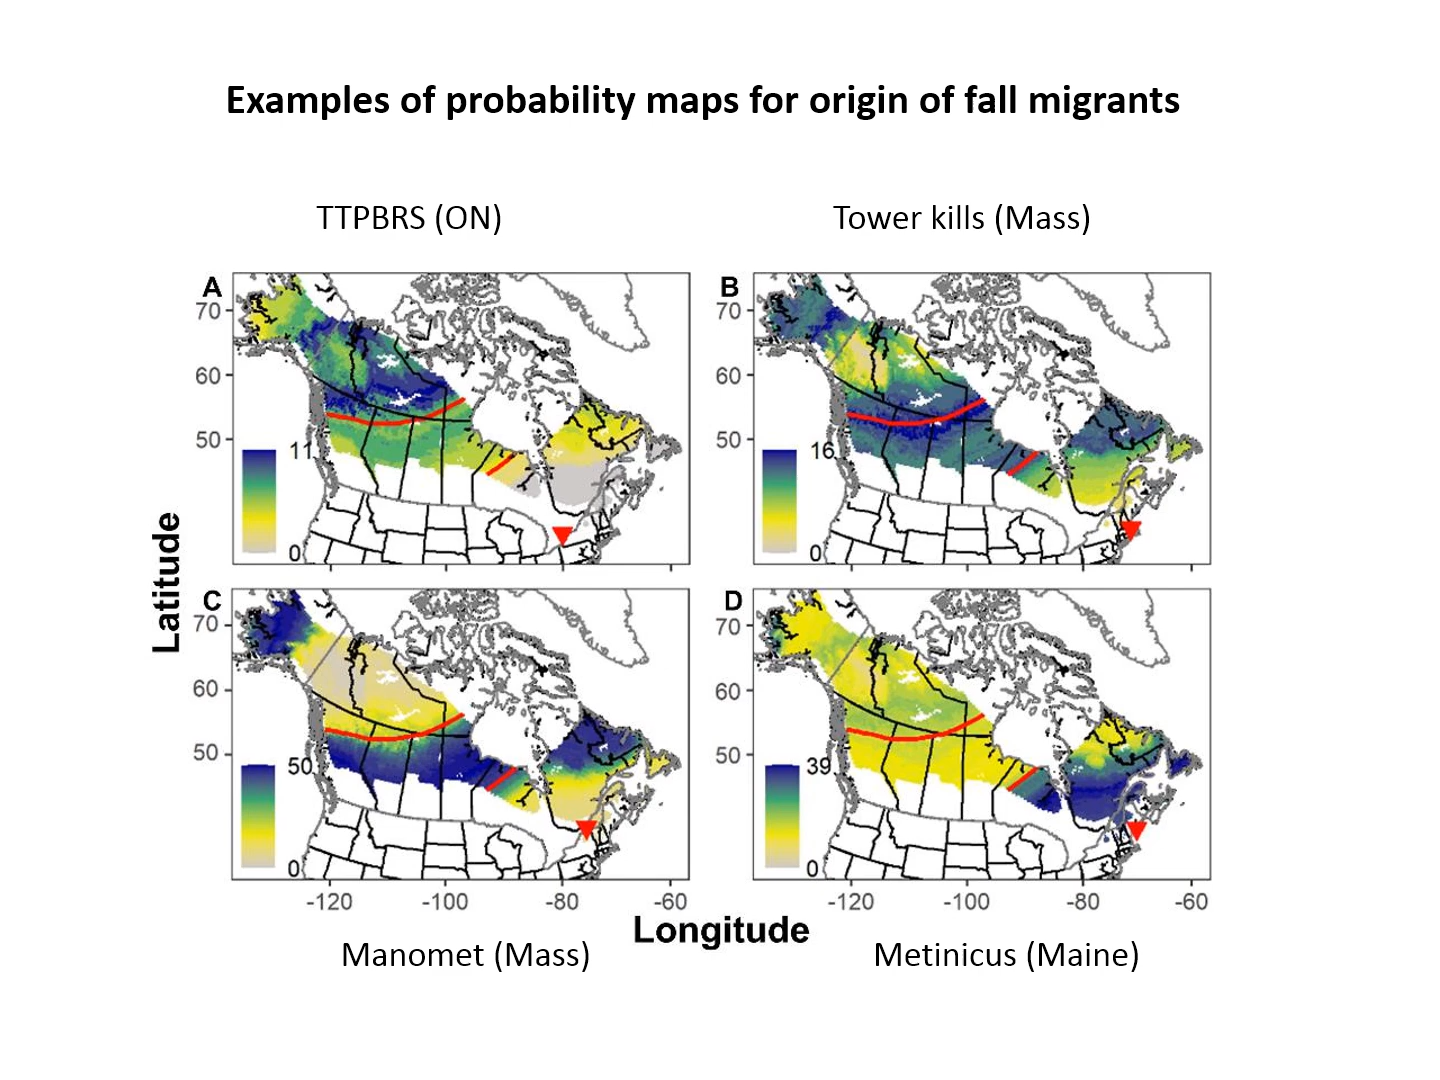 Examples of probability maps for origin of fall migrants
TTPBRS (ON)
Tower kills (Mass)
A
70
60
50
11
0
B
70
60
50
16
0
Latitude
C
70
60
50
50
0
-120
-100
-80
-60
D
70
60
50
39
0
-120
-100
-80
-60
Longitude
Manomet (Mass)
Metinicus (Maine)